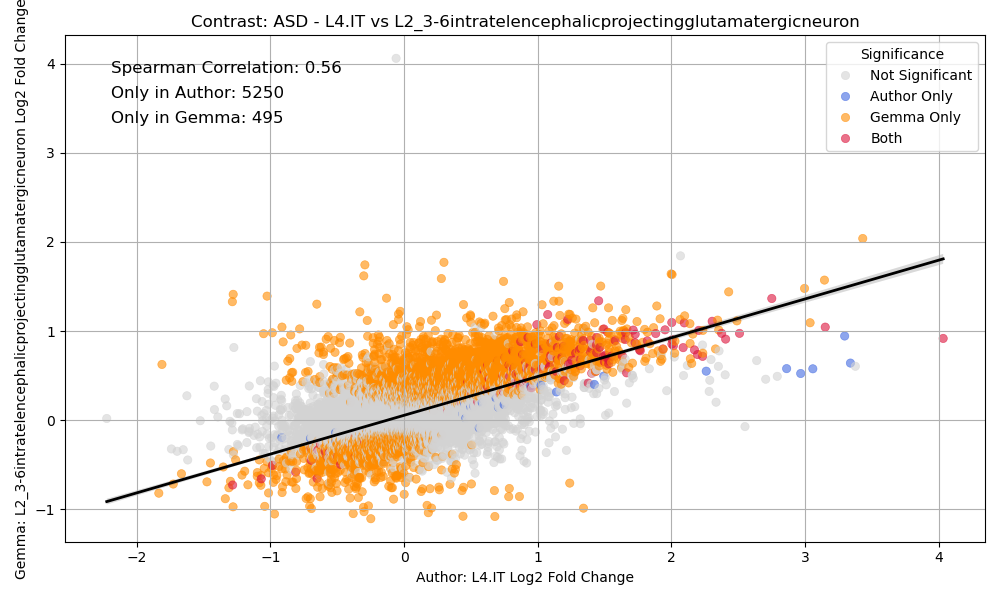 Contrast: ASD - L4.IT vs L2_3-6intratelencephalicprojectingglutamatergicneuron
Gemma: L2_3-6intratelencephalicprojectingglutamatergicneuron Log2 Fold Change
4
3
2
1
0
−1
Spearman Correlation: 0.56
Only in Author: 5250
Only in Gemma: 495
Significance
Not Significant
Author Only
Gemma Only
Both
−2
−1
0
1
2
3
4
Author: L4.IT Log2 Fold Change